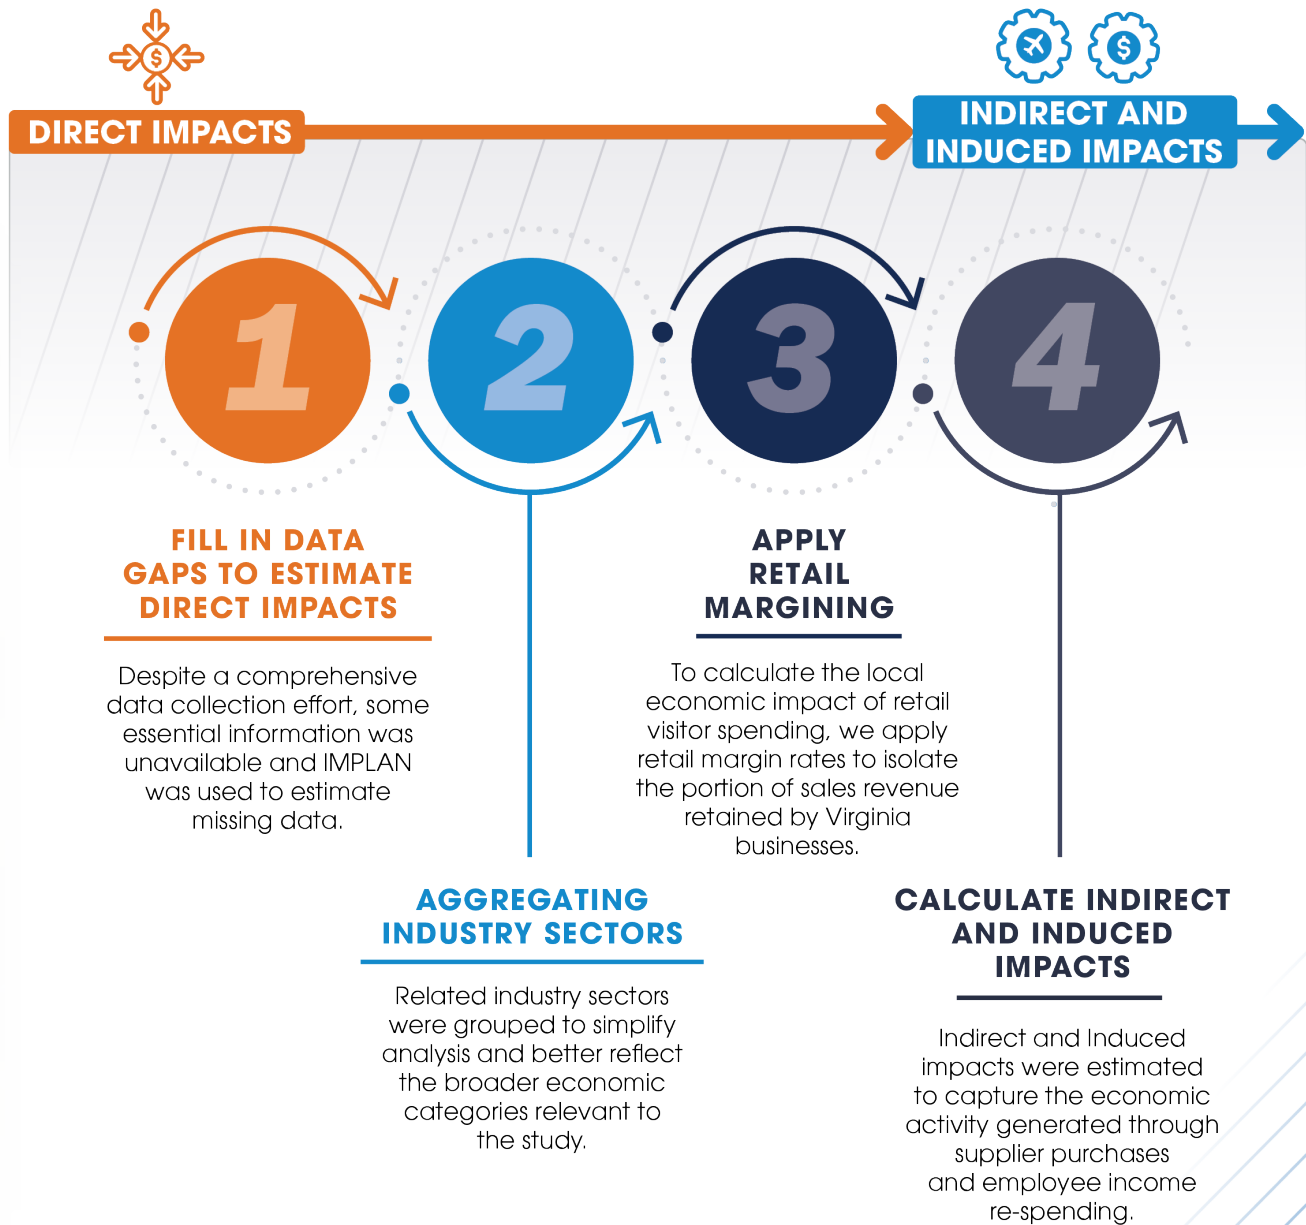 DIRECT IMPACTS
INDIRECT AND
INDUCED IMPACTS
1
2
3
4
FILL IN DATA
GAPS TO ESTIMATE
DIRECT IMPACTS
Despite a comprehensive
data collection effort, some
essential information was
unavailable and IMPLAN
was used to estimate
missing data.
AGGREGATING
INDUSTRY SECTORS
Related industry sectors
were grouped to simplify
analysis and better reflect
the broader economic
categories relevant to
the study.
APPLY
RETAIL
MARGINING
To calculate the local
economic impact of retail
visitor spending, we apply
retail margin rates to isolate
the portion of sales revenue
retained by Virginia
businesses.
CALCULATE INDIRECT
AND INDUCED
IMPACTS
Indirect and Induced
impacts were estimated
to capture the economic
activity generated through
supplier purchases
and employee income
re-spending.